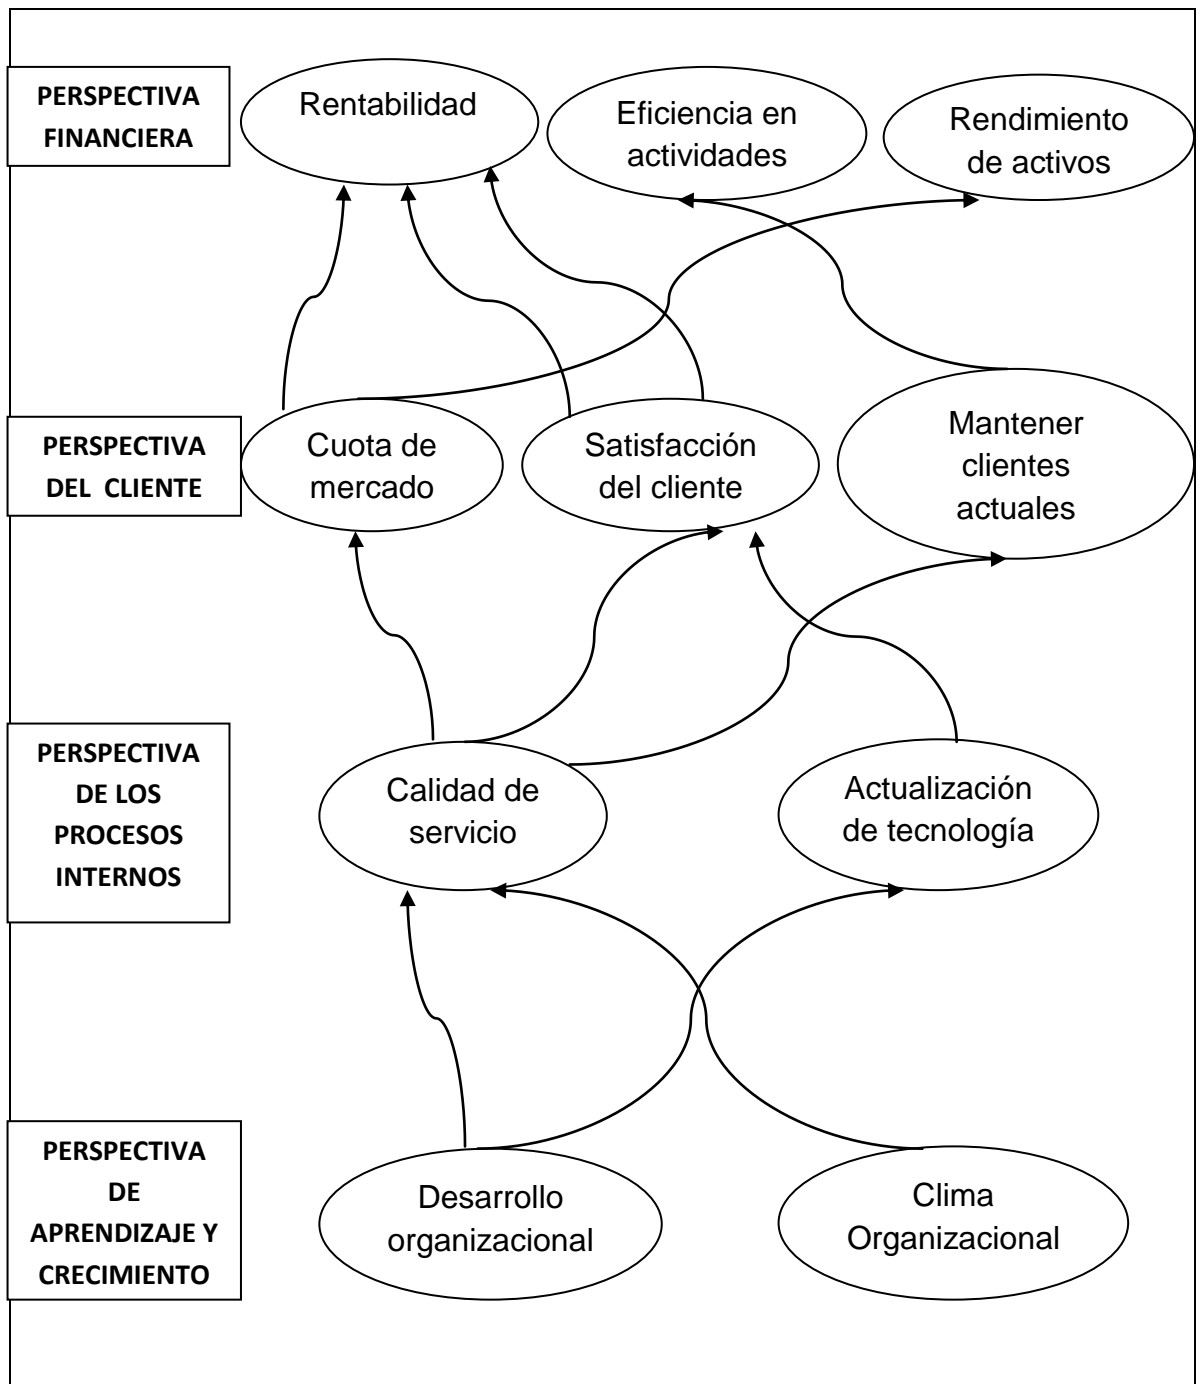 PERSPECTIVA
FINANCIERA
Rentabilidad
Eficiencia en
actividades
Rendimiento
de activos
PERSPECTIVA
DEL CLIENTE
Cuota de
mercado
Satisfacción
del cliente
Mantener
clientes
actuales
PERSPECTIVA
DE LOS
PROCESOS
INTERNOS
Calidad de
servicio
Actualización
de tecnología
PERSPECTIVA
DE
APRENDIZAJE Y
CRECIMIENTO
Desarrollo
organizacional
Clima
Organizacional